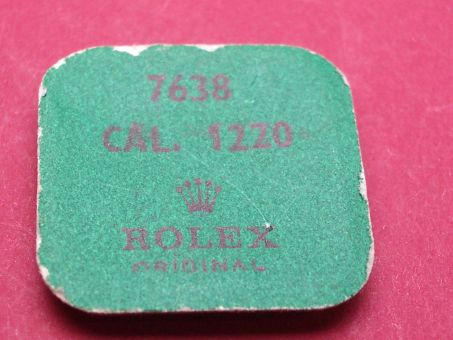 7638
CAL. 1220
ROLEX
ORIGINAL